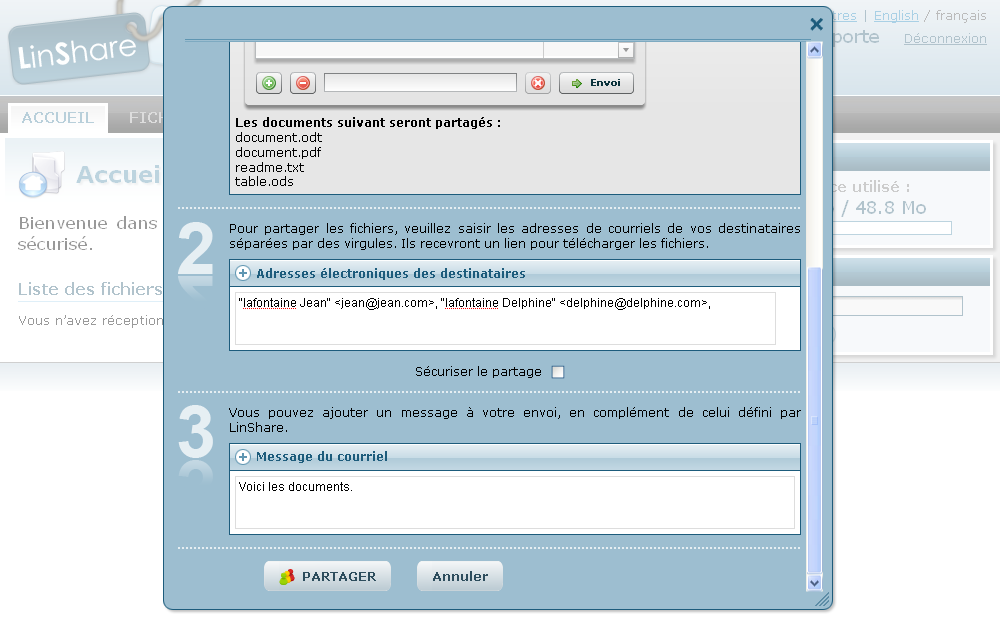 LinShare
English / français
Déconnexion
ACCUEIL
Envoi
Les documents suivant seront partagés :
document.odt
document.pdf
readme.txt
table.ods
Accuei
Bienvenue dans
sécurisé.
utilisé :
/ 48.8 Mo
Liste des fichiers
Vous n'avez réception
2
Pour partager les fichiers, veuillez saisir les adresses de courriels de vos destinataires
séparées par des virgules. Ils recevront un lien pour télécharger les fichiers.
Adresses électroniques des destinataires
"lafontaine Jean" <jean@jean.com>, "lafontaine Delphine" <delphine@delphine.com>,
Sécuriser le partage
3
Vous pouvez ajouter un message à votre envoi, en complément de celui défini par
LinShare.
Message du courriel
Voici les documents.
PARTAGER
Annuler